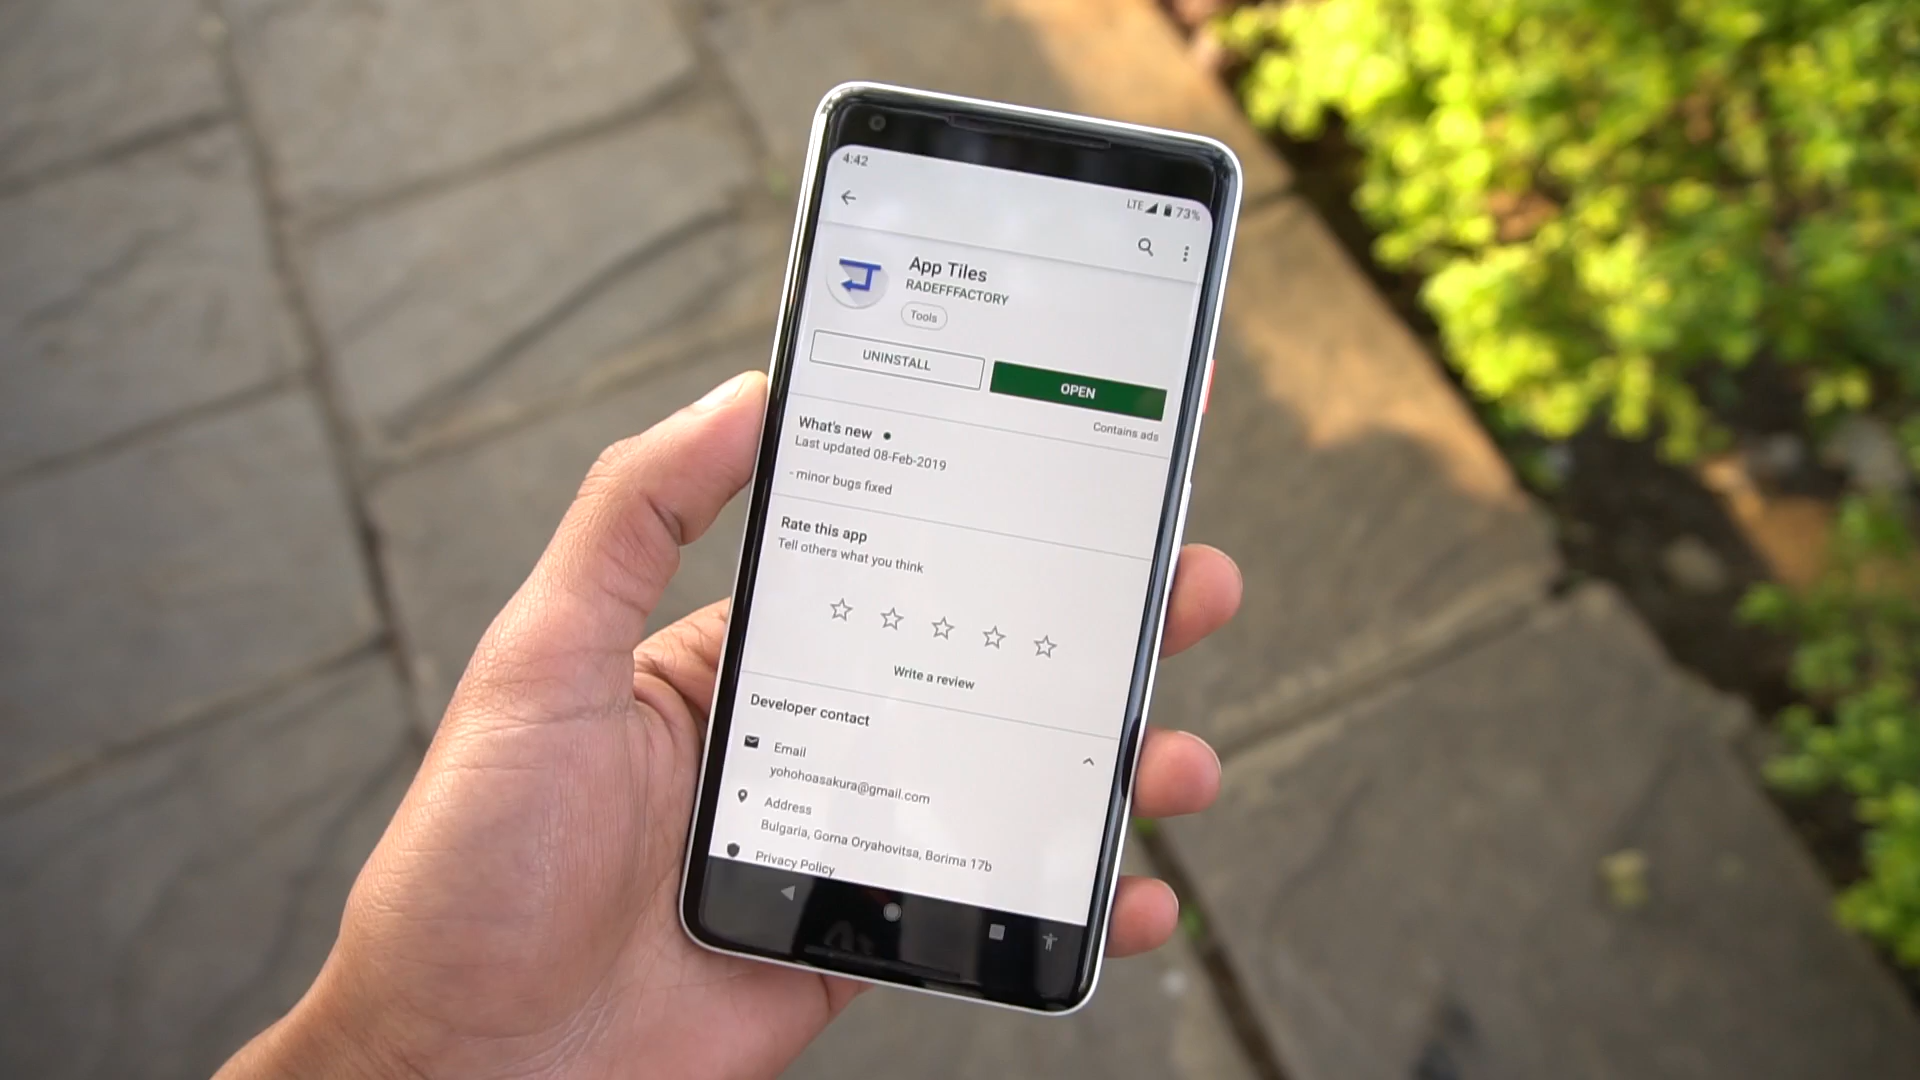 4:42
LTE 73%
App Tiles
RADEFFFACTORY
Tools
UNINSTALL
OPEN
Contains ads
What's new
Last updated 08-Feb-2019
- minor bugs fixed
Rate this app
Tell others what you think
Write a review
Developer contact
Email
yohohoasakura@gmail.com
Address
Bulgaria, Gorna Oryahovitsa, Borima 17b
Privacy Policy